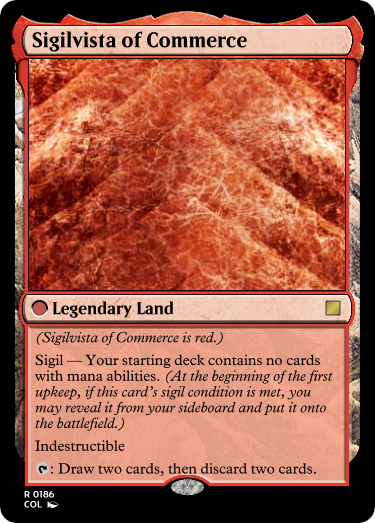 Sigilvista of Commerce
Legendary Land
(Sigilvista of Commerce is red.)
Sigil — Your starting deck contains no cards
with mana abilities. (At the beginning of the first
upkeep, if this card's sigil condition is met, you
may reveal it from your sideboard and put it onto
the battlefield.)
Indestructible
: Draw two cards, then discard two cards.
R 0186
COL